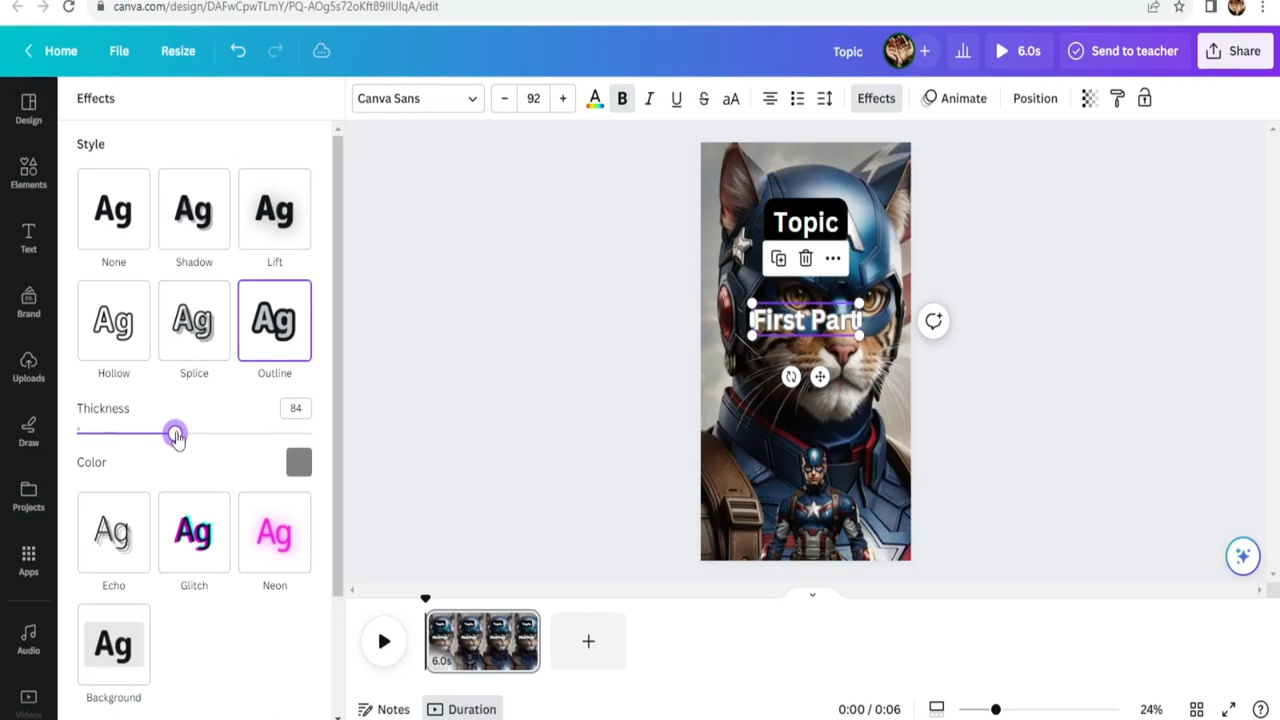 canva.com/design/DAFwCpwTLmY/PQ-AOg5s72oKft89IIUIqA/edit
Home File Resize Topic 6.0s Send to teacher Share
Effects Canva Sans – 92 + A B I U S aA Effects Animate Position
Design
Elements
Text
Brand
Uploads
Draw
Projects
Apps
Audio
Videos
Style
Ag Ag Ag
None Shadow Lift
Ag Ag Ag
Hollow Splice Outline
Thickness 84
Color
Ag Ag Ag
Echo Glitch Neon
Ag
Background
Topic
First Part
6.0s
Notes Duration 0:00 / 0:06 24%